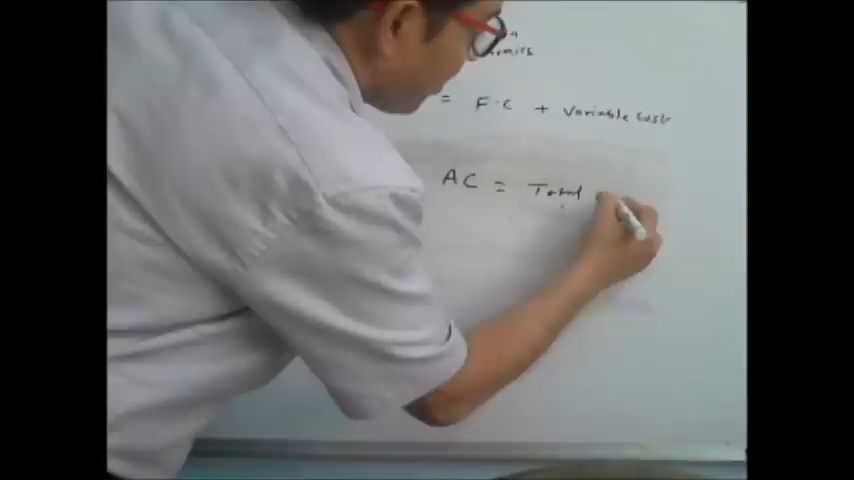 = F.C + Variable Cost
AC = Total